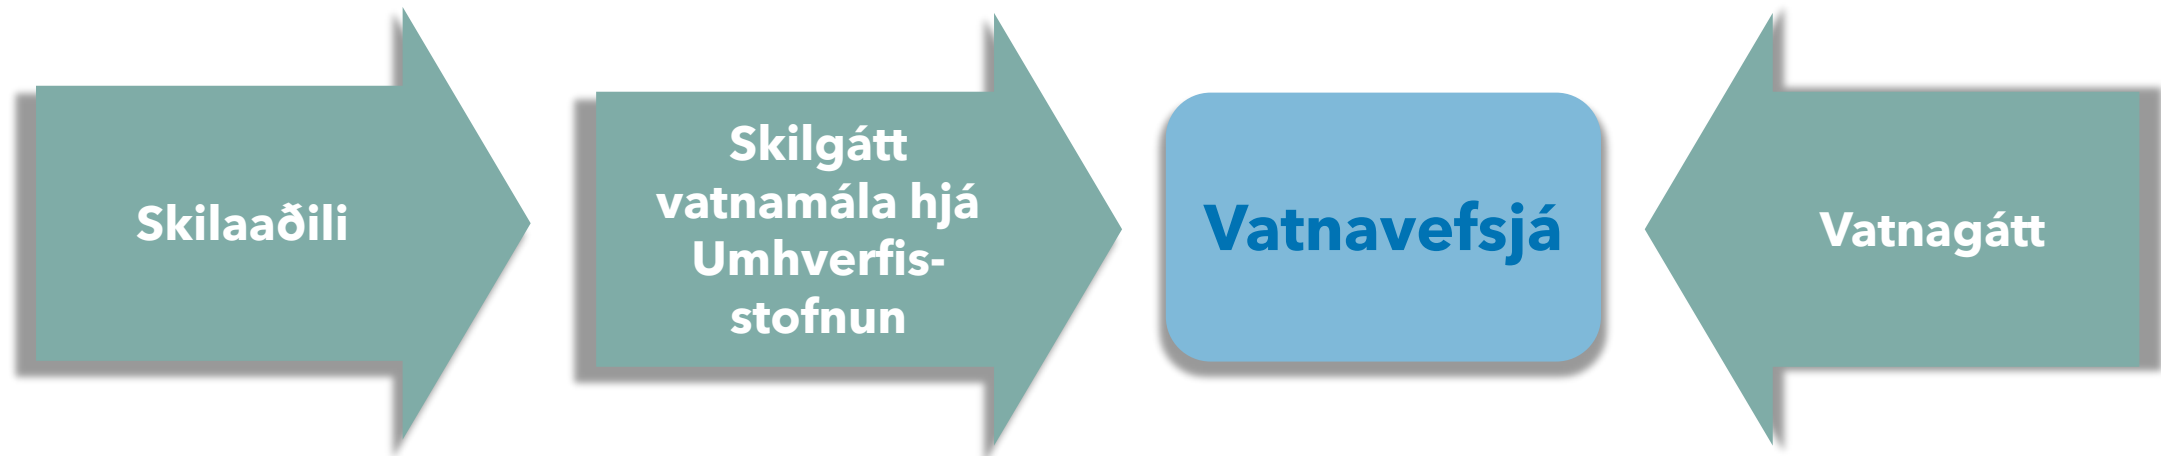 Skilaaðili
Skilgátt
vatnamála hjá
Umhverfis-
stofnun
Vatnavefsjá
Vatnagátt